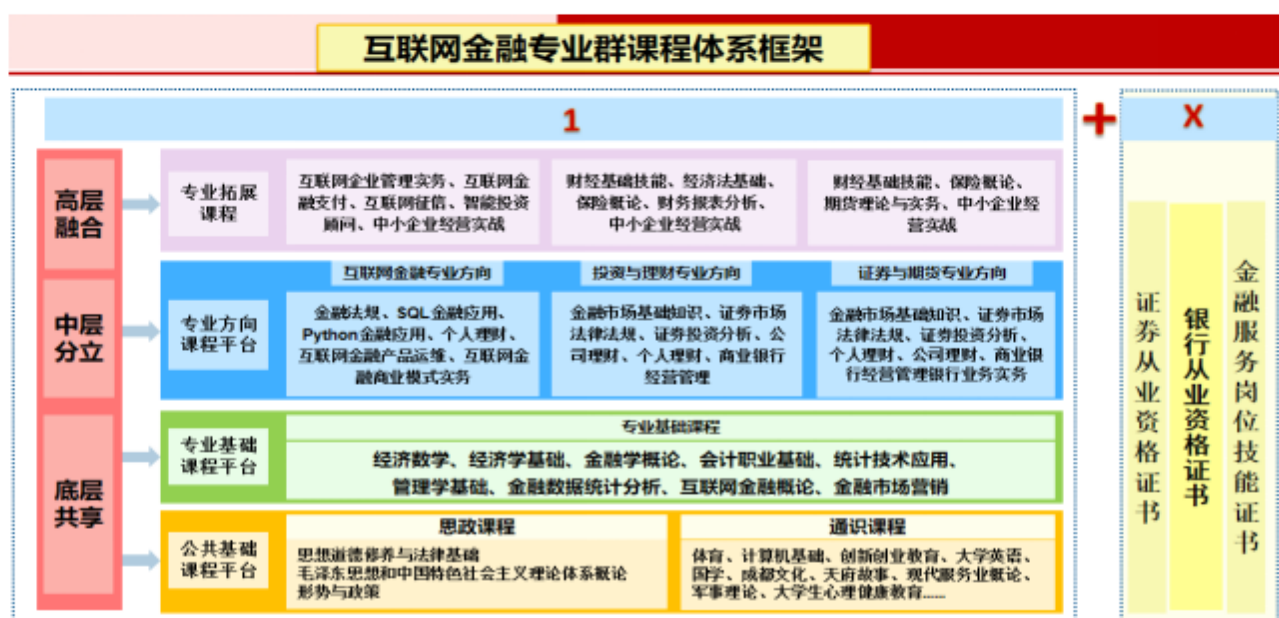 互联网金融专业群课程体系框架
1
+
X
高层
融合
专业拓展
课程
互联网企业管理实务、互联网金
融支付、互联网征信、智能投资
顾问、中小企业经营实战
财经基础技能、经济法基础、
保险概论、财务报表分析、
中小企业经营实战
财经基础技能、保险概论、
期货理论与实务、中小企业经
营实战
中层
分立
专业方向
课程平台
互联网金融专业方向
金融法规、SQL金融应用、
Python金融应用、个人理财、
互联网金融产品运维、互联网金
融商业模式实务
投资与理财专业方向
金融市场基础知识、证券市场
法律法规、证券投资分析、公
司理财、个人理财、商业银行
经营管理
证券与期货专业方向
金融市场基础知识、证券市场
法律法规、证券投资分析、
个人理财、公司理财、商业银
行经营管理银行业务实务
底层
共享
专业基础
课程平台
专业基础课程
经济数学、经济学基础、金融学概论、会计职业基础、统计技术应用、
管理学基础、金融数据统计分析、互联网金融概论、金融市场营销
公共基础
课程平台
思政课程
思想道德修养与法律基础
毛泽东思想和中国特色社会主义理论体系概论
形势与政策
通识课程
体育、计算机基础、创新创业教育、大学英语、
国学、成都文化、天府故事、现代服务业概论、
军事理论、大学生心理健康教育......
证券从业资格证书
银行从业资格证书
金融服务岗位技能证书